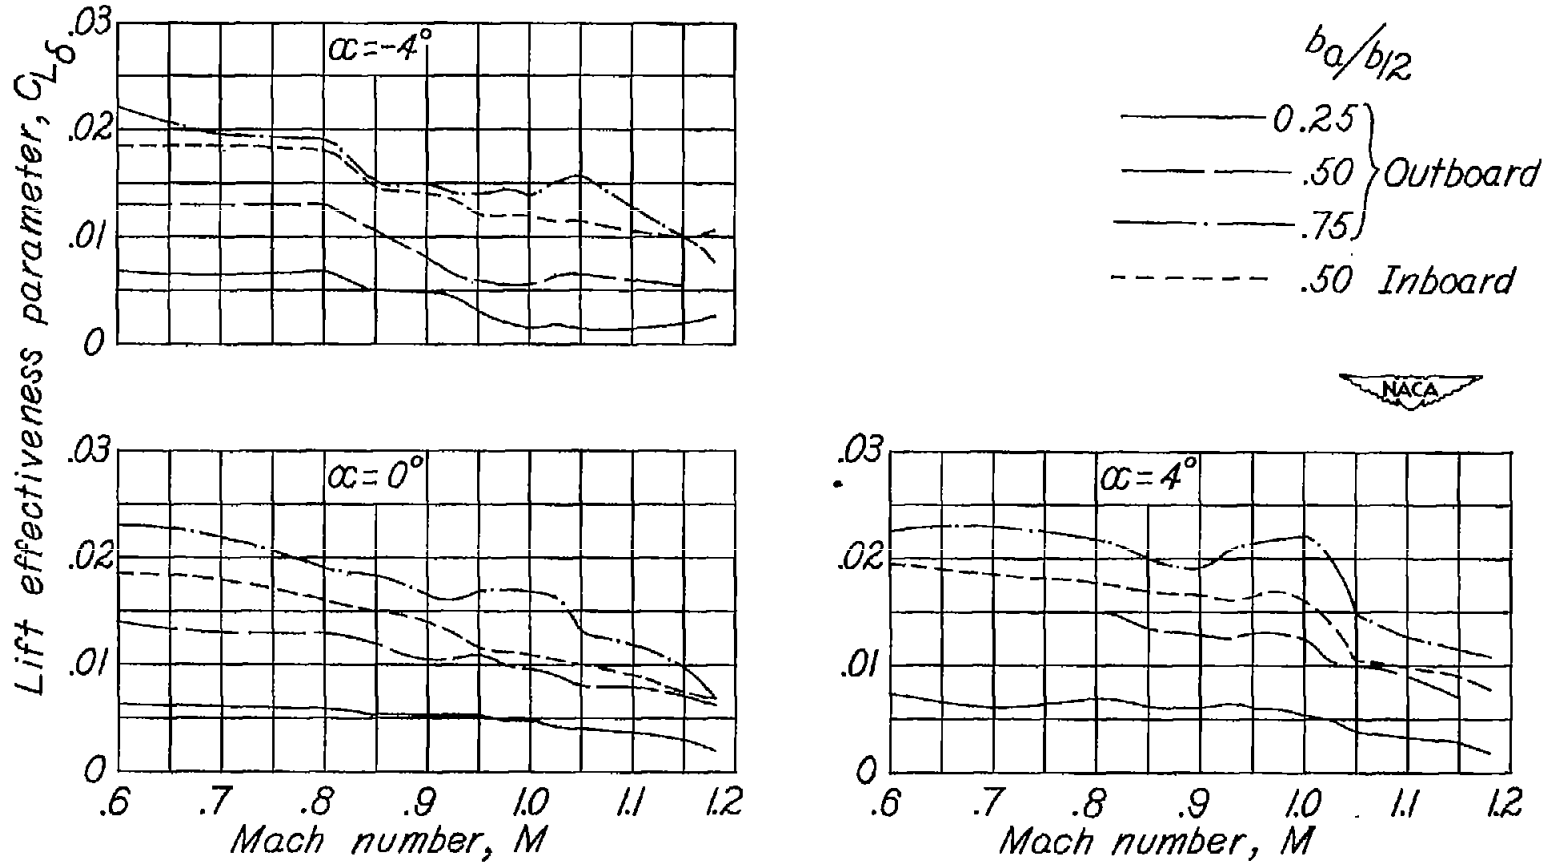 Lift effectiveness parameter, C_Lδ
α=-4°
.03
.02
.01
0
b_a/b/2
0.25
.50 Outboard
.75
.50 Inboard
NACA
α=0°
.03
.02
.01
0
.6 .7 .8 .9 1.0 1.1 1.2
Mach number, M
α=4°
.03
.02
.01
0
.6 .7 .8 .9 1.0 1.1 1.2
Mach number, M